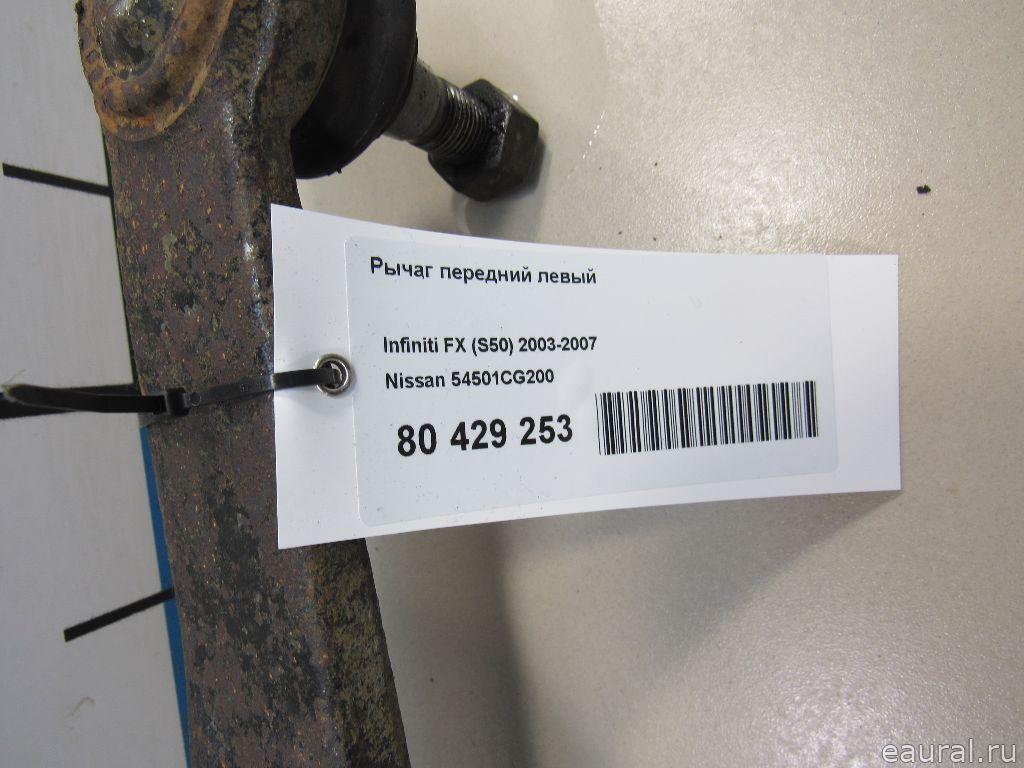 Рычаг передний левый
Infiniti FX (S50) 2003-2007
Nissan 54501CG200
80 429 253
eaural.ru